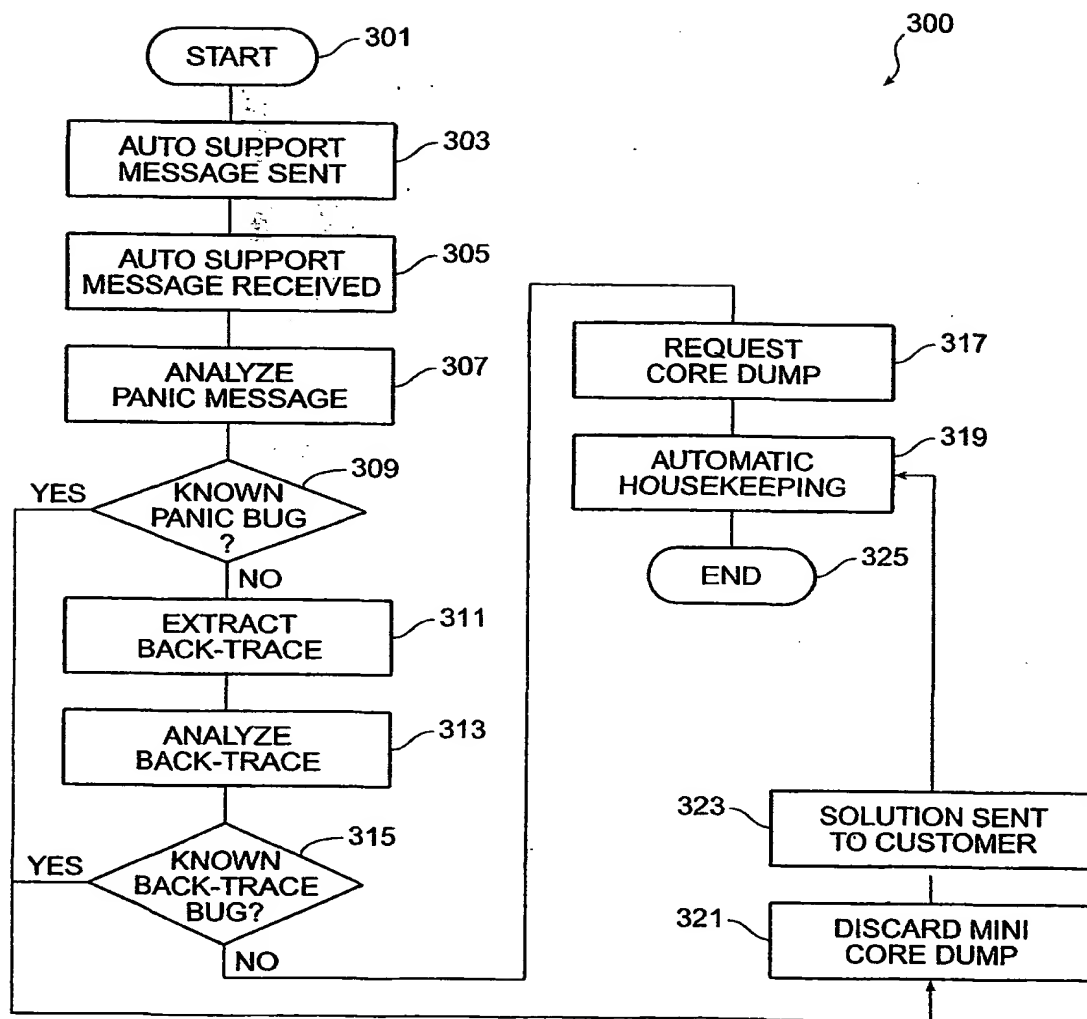 START
301
300
AUTO SUPPORT
MESSAGE SENT
303
AUTO SUPPORT
MESSAGE RECEIVED
305
ANALYZE
PANIC MESSAGE
307
KNOWN
PANIC BUG
?
309
YES
NO
EXTRACT
BACK-TRACE
311
ANALYZE
BACK-TRACE
313
KNOWN
BACK-TRACE
BUG?
315
YES
NO
REQUEST
CORE DUMP
317
AUTOMATIC
HOUSEKEEPING
319
END
325
323
SOLUTION SENT
TO CUSTOMER
321
DISCARD MINI
CORE DUMP